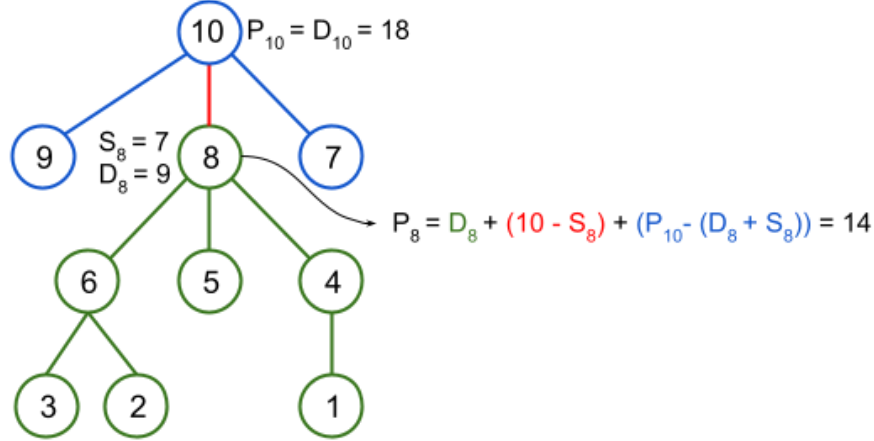 10 P₁₀ = D₁₀ = 18
S₈ = 7
D₈ = 9
9 8 7
P₈ = D₈ + (10 - S₈) + (P₁₀- (D₈ + S₈)) = 14
6 5 4
3 2 1